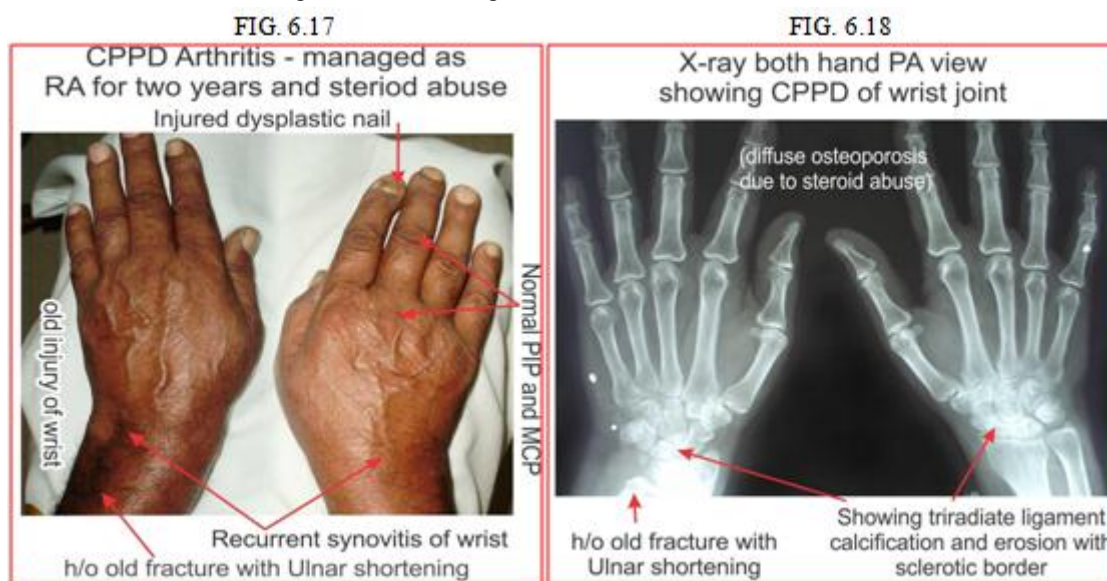 FIG. 6.17
CPPD Arthritis - managed as
RA for two years and steriod abuse
Injured dysplastic nail
old injury of wrist
Normal PIP and MCP
Recurrent synovitis of wrist
h/o old fracture with Ulnar shortening
FIG. 6.18
X-ray both hand PA view
showing CPPD of wrist joint
(diffuse osteoporosis
due to steroid abuse)
h/o old fracture with
Ulnar shortening
Showing triradiate ligament
calcification and erosion with
sclerotic border